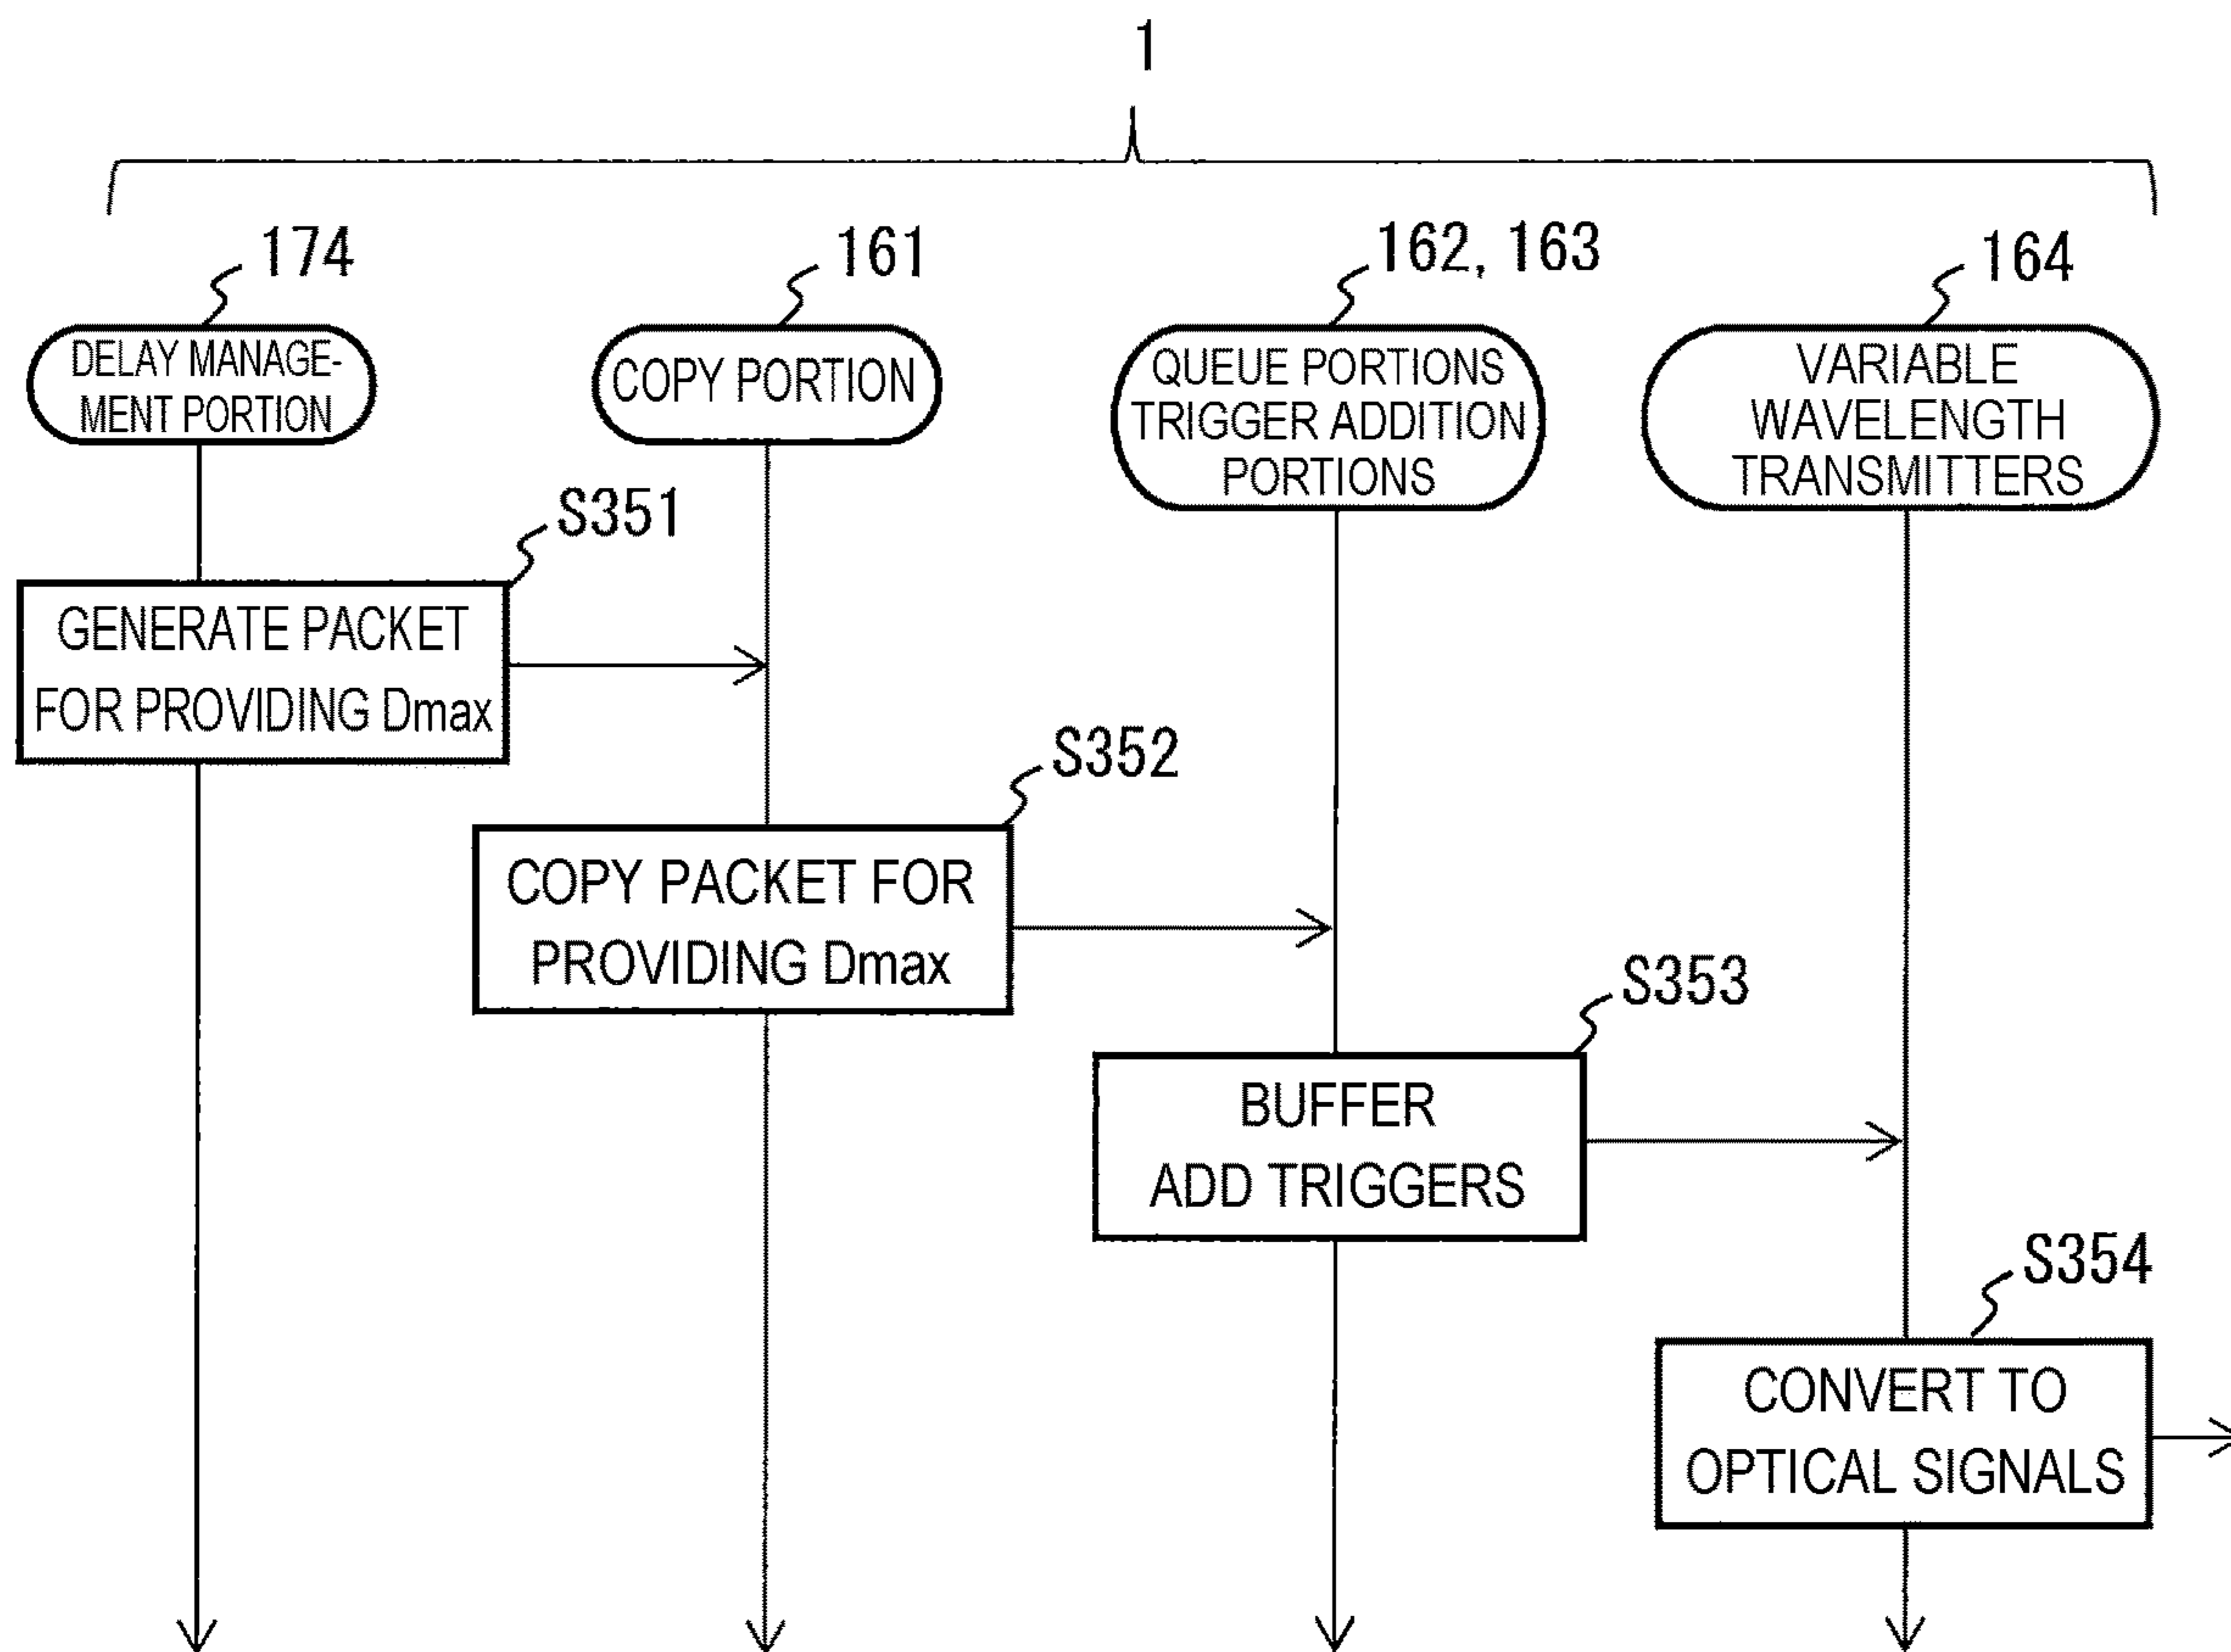 1
174
161
162, 163
164
DELAY MANAGE-
MENT PORTION
COPY PORTION
QUEUE PORTIONS
TRIGGER ADDITION
PORTIONS
VARIABLE
WAVELENGTH
TRANSMITTERS
S351
GENERATE PACKET
FOR PROVIDING Dmax
S352
COPY PACKET FOR
PROVIDING Dmax
S353
BUFFER
ADD TRIGGERS
S354
CONVERT TO
OPTICAL SIGNALS